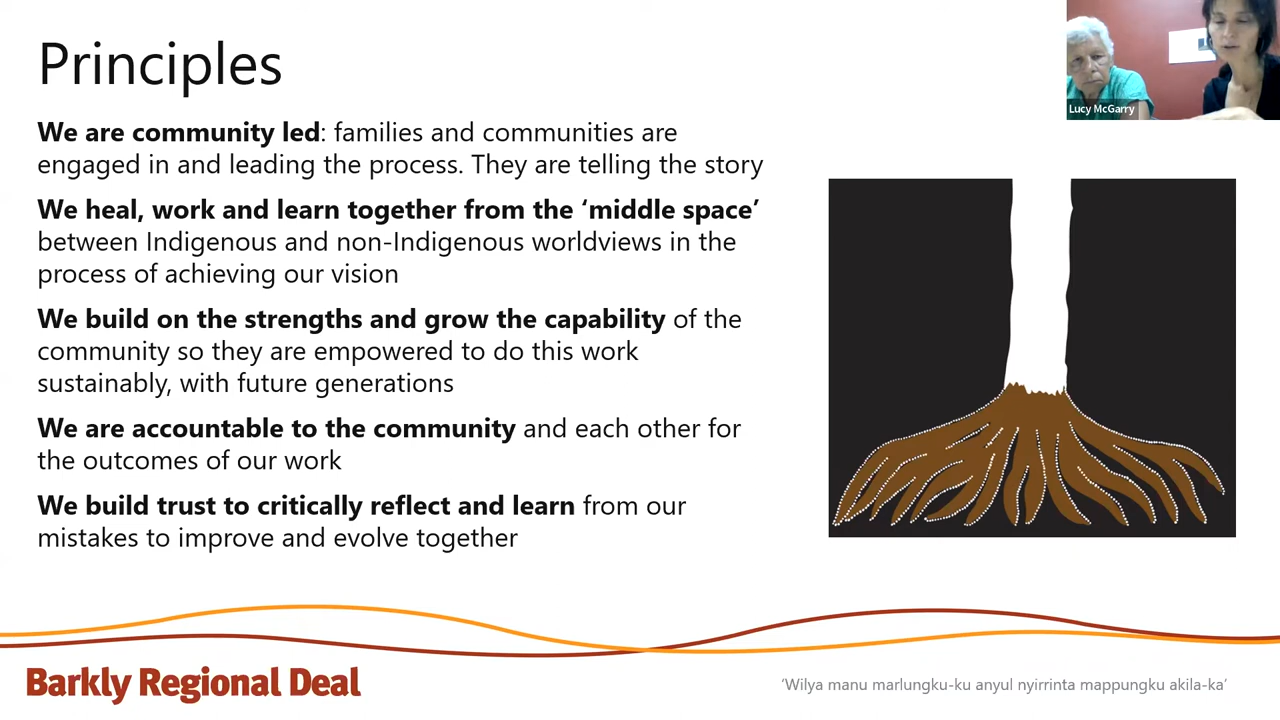 Principles
Lucy McGarry
We are community led: families and communities are
engaged in and leading the process. They are telling the story
We heal, work and learn together from the ‘middle space’
between Indigenous and non-Indigenous worldviews in the
process of achieving our vision
We build on the strengths and grow the capability of the
community so they are empowered to do this work
sustainably, with future generations
We are accountable to the community and each other for
the outcomes of our work
We build trust to critically reflect and learn from our
mistakes to improve and evolve together
Barkly Regional Deal
‘Wilya manu marlungku-ku anyul nyirrinta mappungku akila-ka’